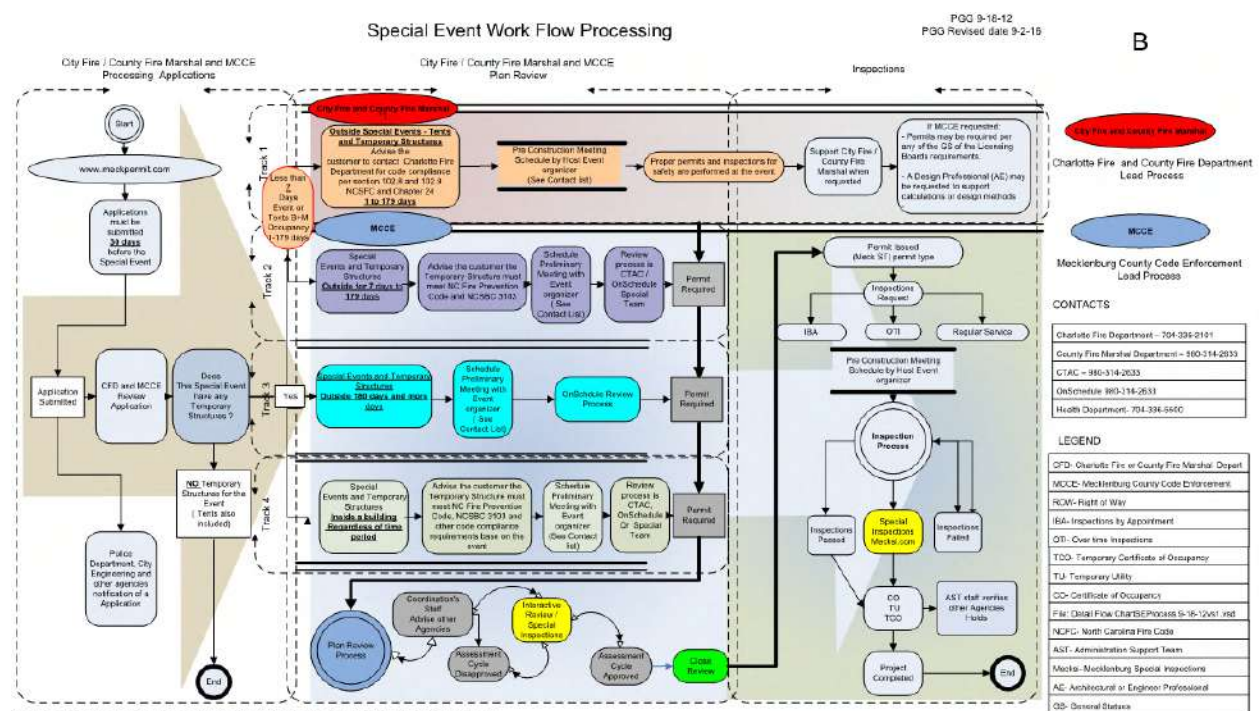 Special Event Work Flow Processing
PGG 9-18-12
PGG Revised date 9-2-16
B
City Fire / County Fire Marshal and MCCE
Processing Applications
City Fire / County Fire Marshal and MCCE
Plan Review
Inspections
Start
www.meckpermit.com
Applications
must be
submitted
30 days
before the
Special Event
Application
Submitted
CFD and MCCE
Review
Application
Does
This Special Event
have any
Temporary
Structures ?
Yes
NO Temporary
Structures for the
Event
( Tents also
included)
Police
Department, City
Engineering and
other agencies
notification of a
Application
End
Track 1
City Fire and County Fire Marshal
Less than
7
Days
Event or
Tents B+M
Occupancy
1-179 days
Outside Special Events - Tents
and Temporary Structures
Advise the
customer to contact Charlotte Fire
Department for code compliance
per section 102.8 and 102.9
NCSFC and Chapter 24
1 to 179 days
Pre Construction Meeting
Schedule by Host Event
organizer
(See Contact list)
Proper permits and inspections for
safety are performed at the event
Support City Fire /
County Fire
Marshal when
requested
If MCCE requested:
- Permits may be required per
any of the GS of the Licensing
Boards requirements.
- A Design Professional (AE) may
be requested to support
calculations or design methods
MCCE
Track 2
Special
Events and Temporary
Structures
Outside for 7 days to
179 days
Advise the customer the
Temporary Structure must
meet NC Fire Prevention
Code and NCSBC 3103
Schedule
Preliminary
Meeting with
Event
organizer
( See
Contact List)
Review
process is
CTAC /
OnSchedule
Special
Team
Permit
Required
Track 3
Special Events and Temporary
Structures
Outside 180 days and more
days
Schedule
Preliminary
Meeting with
Event
organizer
( See
Contact List)
OnSchedule Review
Process
Permit
Required
Track 4
Special
Events and Temporary
Structures
Inside a building
Regardless of time
period
Advise the customer the
Temporary Structure must
meet NC Fire Prevention
Code, NCSBC 3103 and
other code compliance
requirements base on the
event
Schedule
Preliminary
Meeting with
Event
organizer
(See Contact
list)
Review
process is
CTAC,
OnSchedule
Or Special
Team
Permit
Required
Plan Review
Process
Coordination's
Staff
Advise other
Agencies
Assessment
Cycle
Disapproved
Interactive
Review /
Special
Inspections
Assessment
Cycle
Approved
Close
Review
Permit Issued
(Meck ST) permit type
Inspections
Request
IBA
OTI
Regular Service
Pre Construction Meeting
Schedule by Host Event
organizer
Inspection
Process
Inspections
Passed
Special
Inspections
Meckst.com
Inspections
Failed
CO
TU
TCO
AST staff verifies
other Agencies
Holds
Project
Completed
End
City Fire and County Fire Marshal
Charlotte Fire and County Fire Department
Lead Process
MCCE
Mecklenburg County Code Enforcement
Lead Process
CONTACTS
Charlotte Fire Department – 704-336-2101
County Fire Marshal Department – 980-314-2633
CTAC – 980-314-2633
OnSchedule 980-314-2633
Health Department- 704-336-5500
LEGEND
CFD- Charlotte Fire or County Fire Marshal Depart
MCCE- Mecklenburg County Code Enforcement
ROW- Right of Way
IBA- Inspections by Appointment
OTI- Over time Inspections
TCO- Temporary Certificate of Occupancy
TU- Temporary Utility
CO- Certificate of Occupancy
File: Detail Flow
NCFC- North Carolina Fire Code
AST- Administration Support Team
Mecksi- Mecklenburg Special Inspections
AE- Architectural or Engineer Professional
GS- General Statues